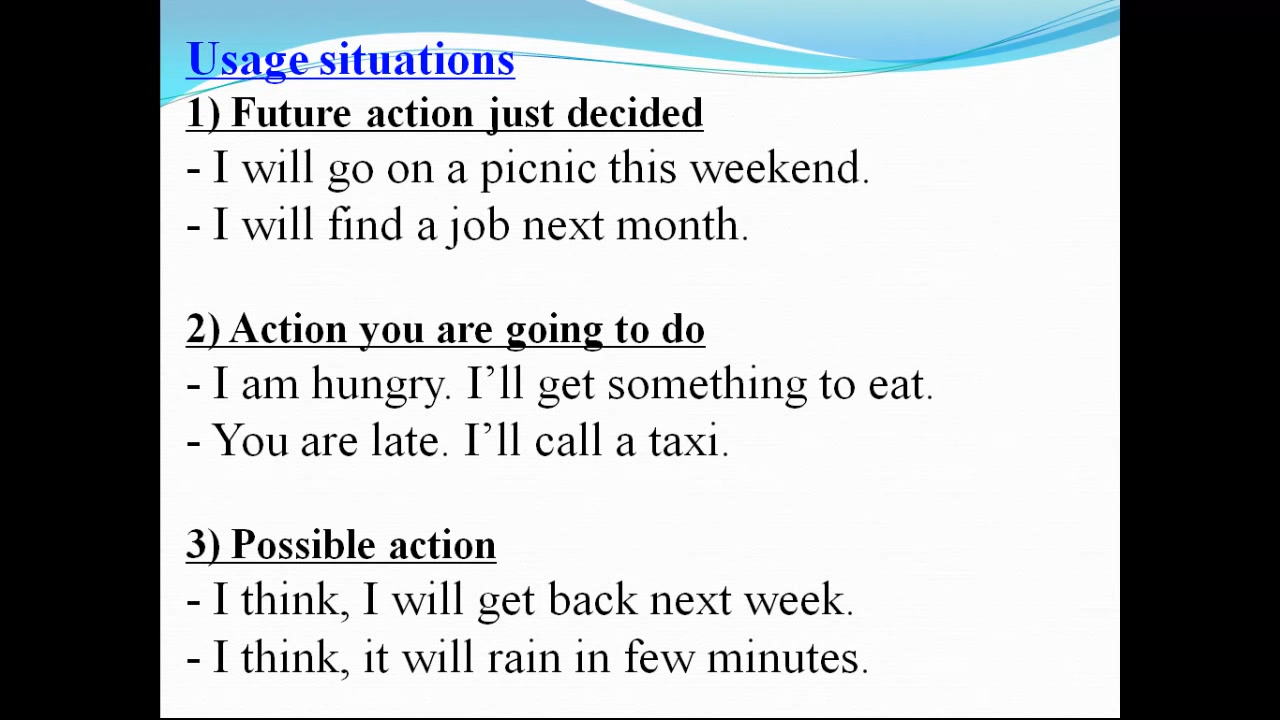 Usage situations
1) Future action just decided
- I will go on a picnic this weekend.
- I will find a job next month.
2) Action you are going to do
- I am hungry. I’ll get something to eat.
- You are late. I’ll call a taxi.
3) Possible action
- I think, I will get back next week.
- I think, it will rain in few minutes.